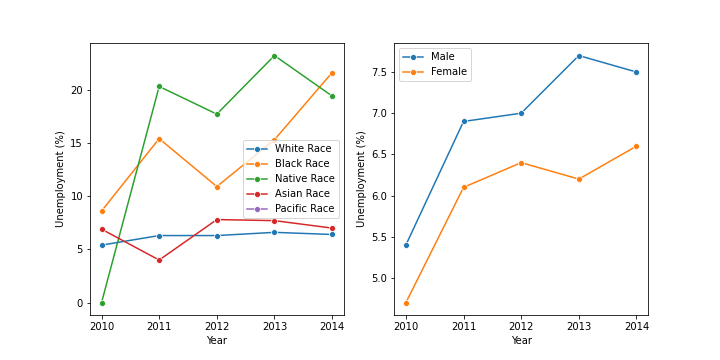 Unemployment (%)
20
15
10
5
0
2010 2011 2012 2013 2014
Year
White Race
Black Race
Native Race
Asian Race
Pacific Race
Unemployment (%)
7.5
7.0
6.5
6.0
5.5
5.0
2010 2011 2012 2013 2014
Year
Male
Female